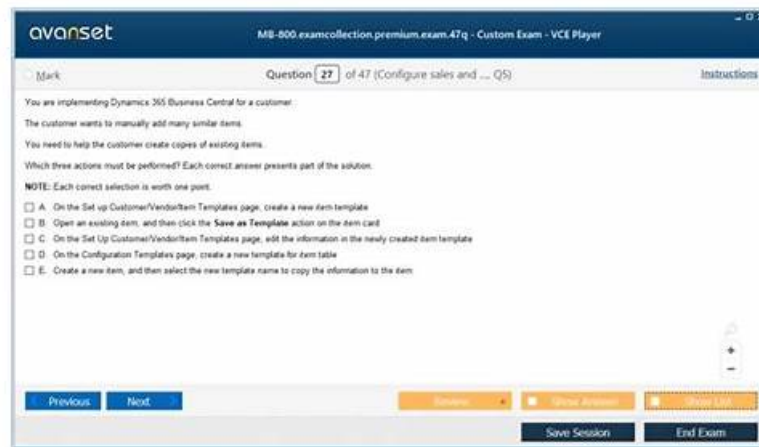 avanset
MB-800.examcollection.premium.exam.47q - Custom Exam - VCE Player
Mark
Question 27 of 47 (Configure sales and .... Q5)
Instructions
You are implementing Dynamics 365 Business Central for a customer.
The customer wants to manually add many similar items.
You need to help the customer create copies of existing items.
Which three actions must be performed? Each correct answer presents part of the solution.
NOTE: Each correct selection is worth one point.
A. On the Set up Customer/Vendor/Item Templates page, create a new item template
B. Open an existing item, and then click the Save as Template action on the item card
C. On the Set Up Customer/Vendor/Item Templates page, edit the information in the newly created item template
D. On the Configuration Templates page, create a new template for item table
E. Create a new item, and then select the new template name to copy the information to the item
Previous
Next
Review
Show Answer
Show List
Save Session
End Exam